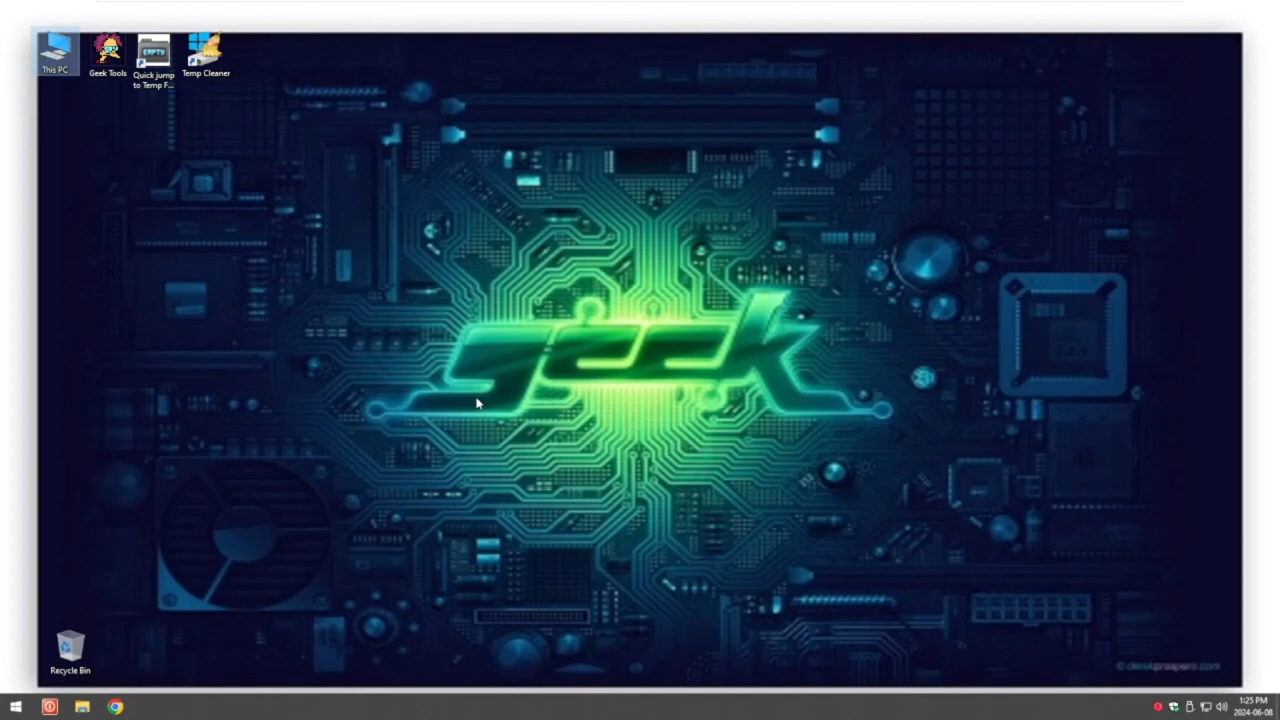 This PC
Geek Tools
Quick jump
to Temp F...
Temp Cleaner
EMPTY
geek
Recycle Bin
1:25 PM
2024-06-08